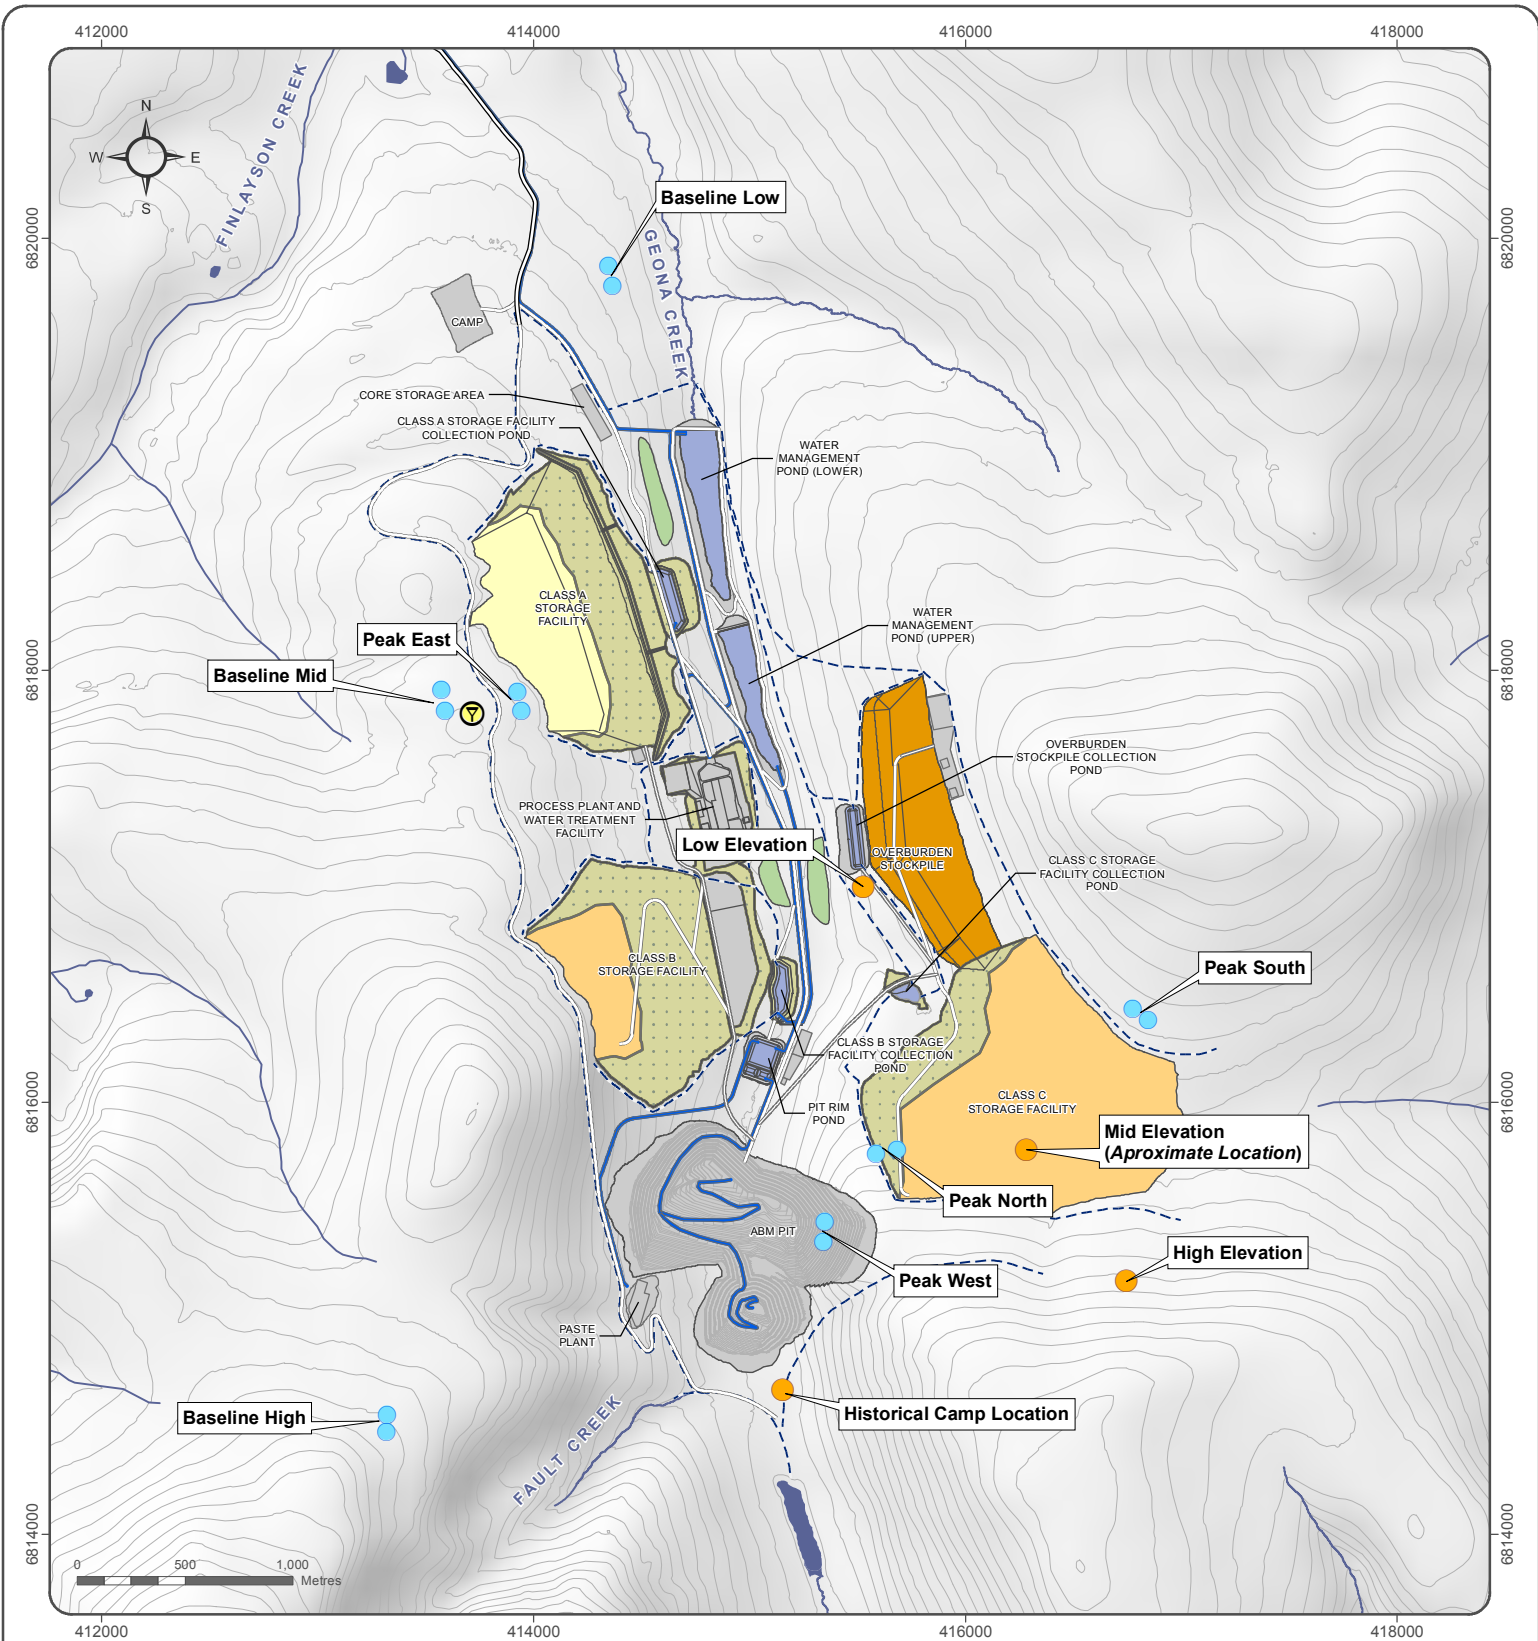 412000
414000
416000
418000
FINLAYSON CREEK
N
W
E
S
Baseline Low
6820000
6820000
GEONA CREEK
CAMP
CORE STORAGE AREA
CLASS A STORAGE FACILITY
COLLECTION POND
WATER
MANAGEMENT
POND (LOWER)
CLASS A
STORAGE
FACILITY
WATER
MANAGEMENT
POND (UPPER)
Peak East
Baseline Mid
6818000
6818000
OVERBURDEN
STOCKPILE COLLECTION
POND
PROCESS PLANT AND
WATER TREATMENT
FACILITY
Low Elevation
OVERBURDEN
STOCKPILE
CLASS C STORAGE
FACILITY COLLECTION
POND
CLASS B
STORAGE FACILITY
Peak South
CLASS B STORAGE
FACILITY COLLECTION
POND
6816000
6816000
PIT RIM
POND
CLASS C
STORAGE FACILITY
Mid Elevation
(Aproximate Location)
Peak North
ABM PIT
High Elevation
Peak West
PASTE
PLANT
Baseline High
Historical Camp Location
FAULT CREEK
6814000
6814000
0
500
1,000
Metres
412000
414000
416000
418000